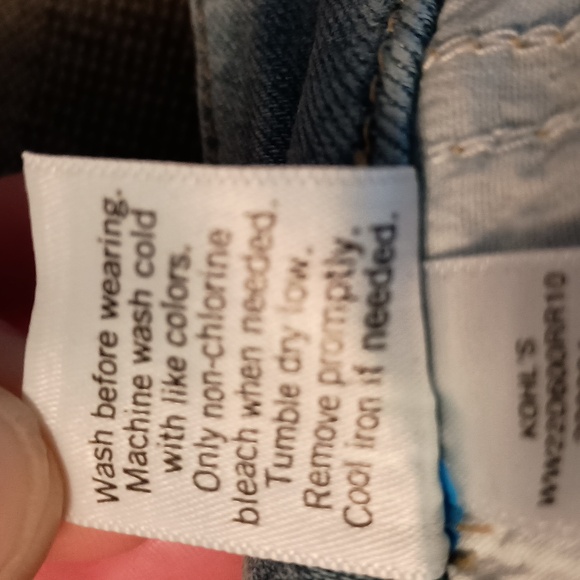 Wash before wearing.
Machine wash cold
with like colors.
Only non-chlorine
bleach when needed.
Tumble dry low.
Remove promptly.
Cool iron if needed.
KOHL'S
WW22D600RR10